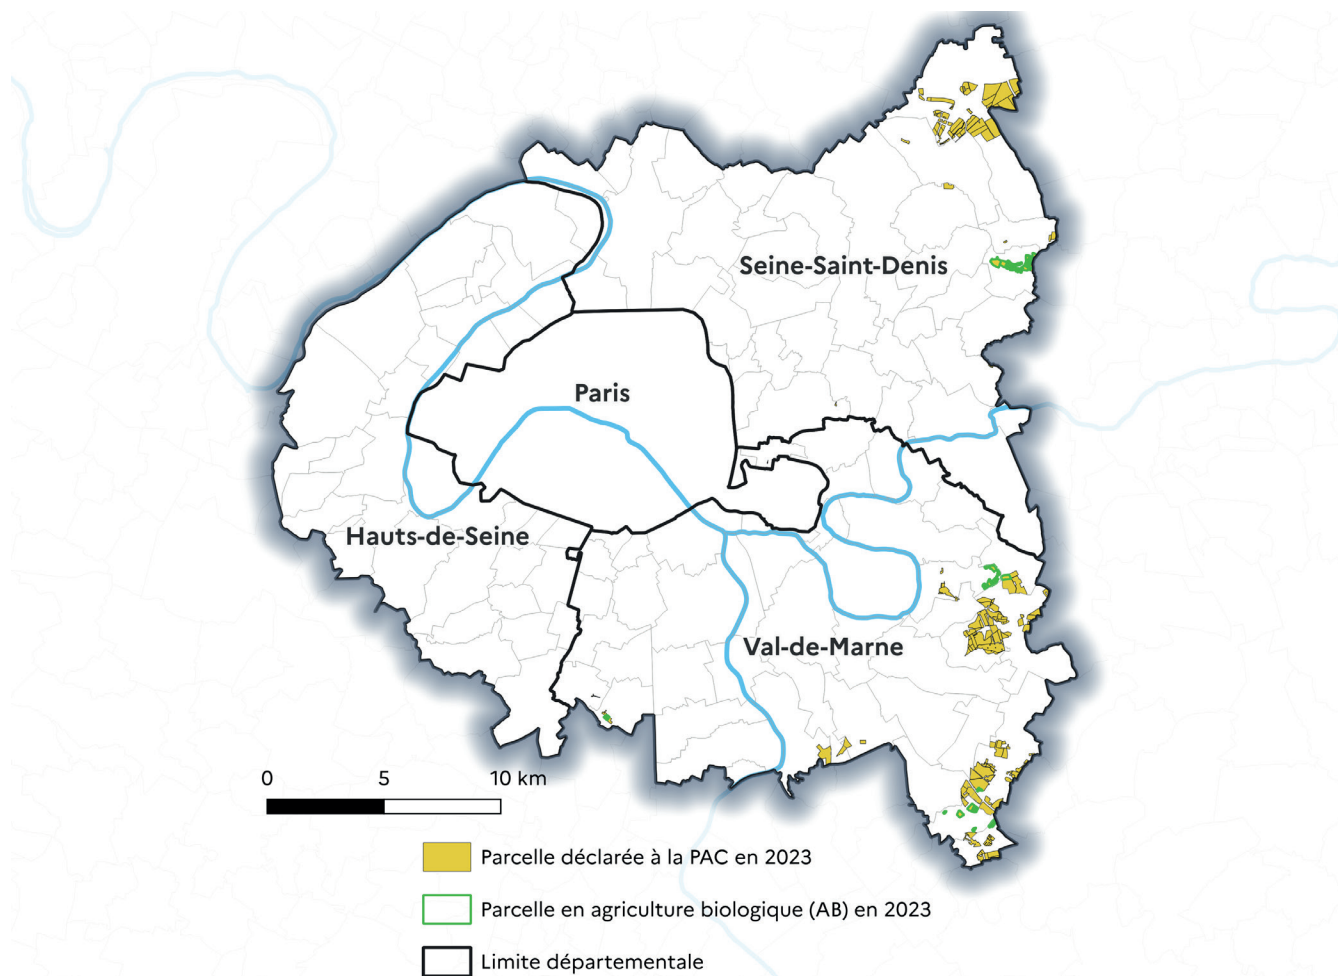 Seine-Saint-Denis
Paris
Hauts-de-Seine
Val-de-Marne
0 5 10 km
Parcelle déclarée à la PAC en 2023
Parcelle en agriculture biologique (AB) en 2023
Limite départementale